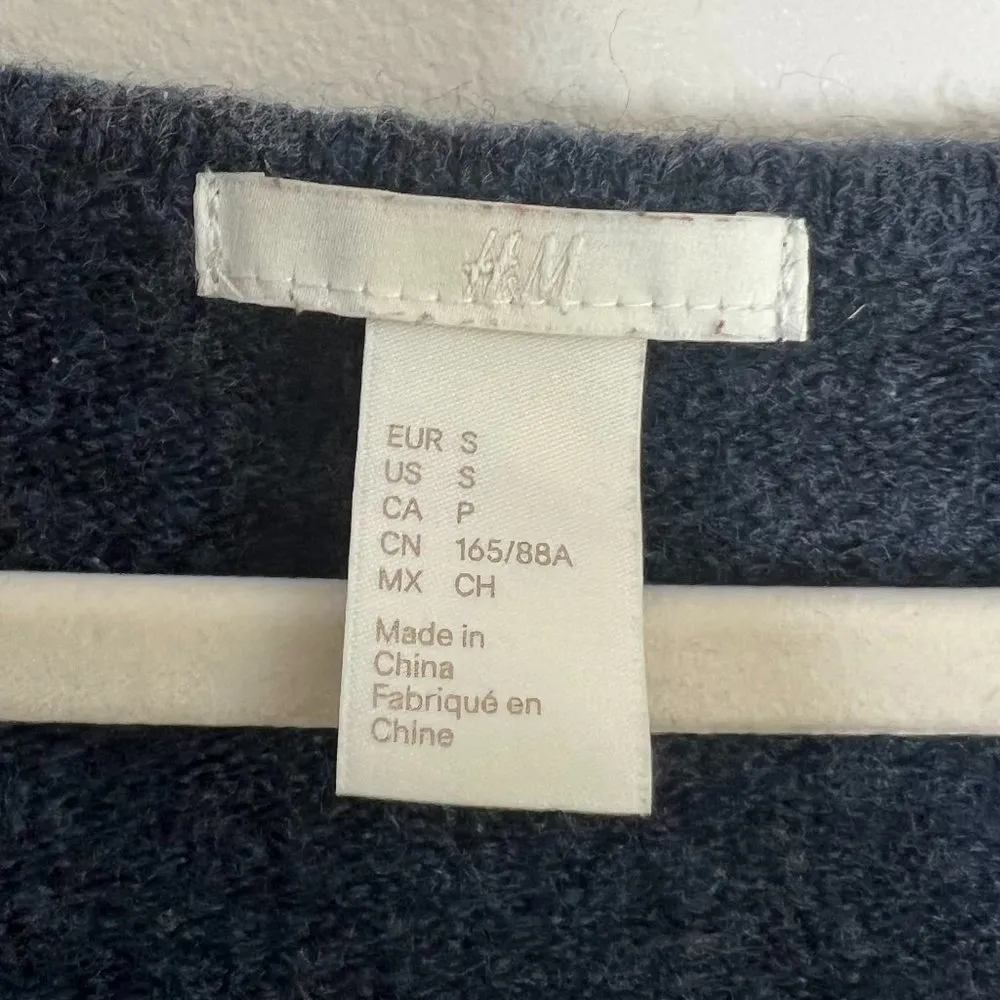 H&M
EUR S
US S
CA P
CN 165/88A
MX CH
Made in
China
Fabriqué en
Chine